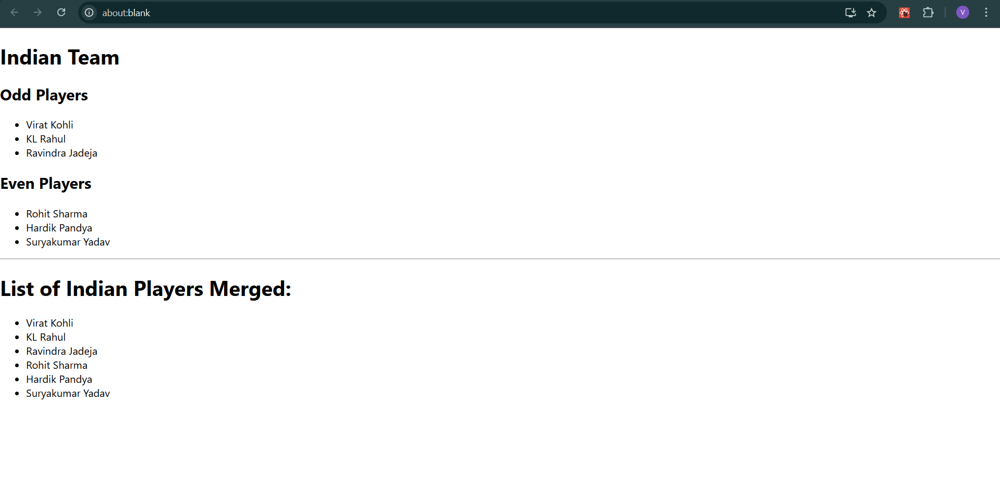 about:blank
V
Indian Team
Odd Players
Virat Kohli
KL Rahul
Ravindra Jadeja
Even Players
Rohit Sharma
Hardik Pandya
Suryakumar Yadav
List of Indian Players Merged:
Virat Kohli
KL Rahul
Ravindra Jadeja
Rohit Sharma
Hardik Pandya
Suryakumar Yadav